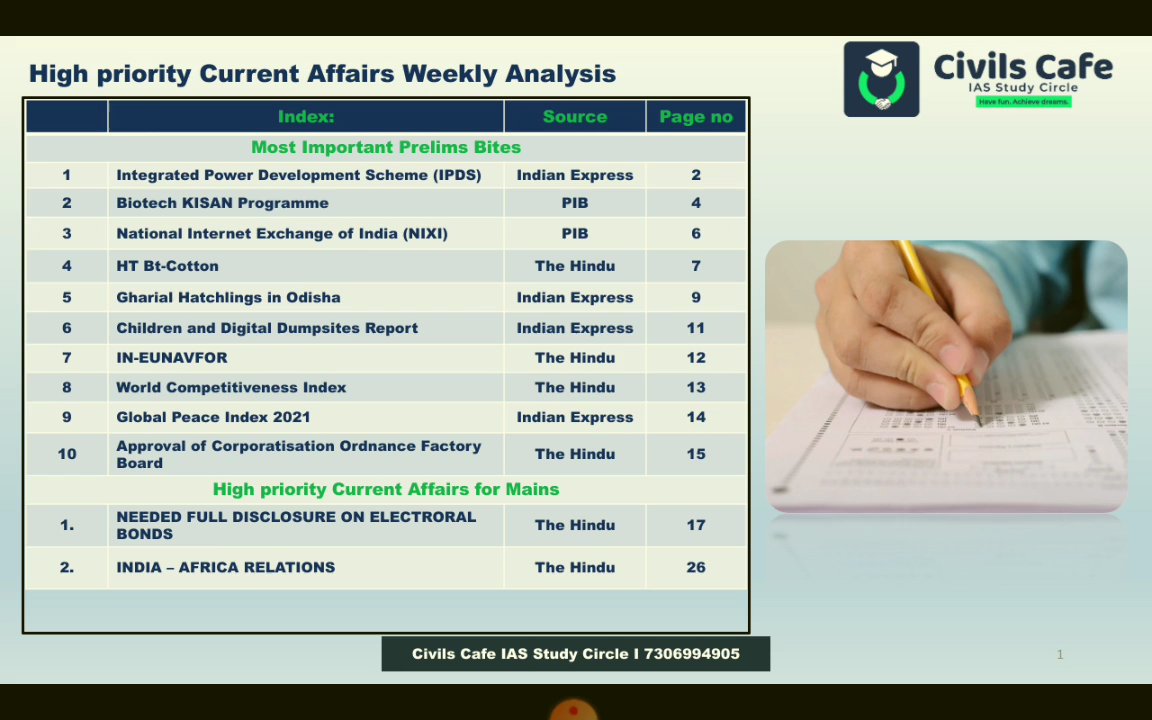 High priority Current Affairs Weekly Analysis
Civils Cafe
IAS Study Circle
Have fun. Achieve dreams.
Index: Source Page no
Most Important Prelims Bites
1 Integrated Power Development Scheme (IPDS) Indian Express 2
2 Biotech KISAN Programme PIB 4
3 National Internet Exchange of India (NIXI) PIB 6
4 HT Bt-Cotton The Hindu 7
5 Gharial Hatchlings in Odisha Indian Express 9
6 Children and Digital Dumpsites Report Indian Express 11
7 IN-EUNAVFOR The Hindu 12
8 World Competitiveness Index The Hindu 13
9 Global Peace Index 2021 Indian Express 14
10 Approval of Corporatisation Ordnance Factory
Board The Hindu 15
High priority Current Affairs for Mains
1. NEEDED FULL DISCLOSURE ON ELECTRORAL
BONDS The Hindu 17
2. INDIA – AFRICA RELATIONS The Hindu 26
Civils Cafe IAS Study Circle I 7306994905
1